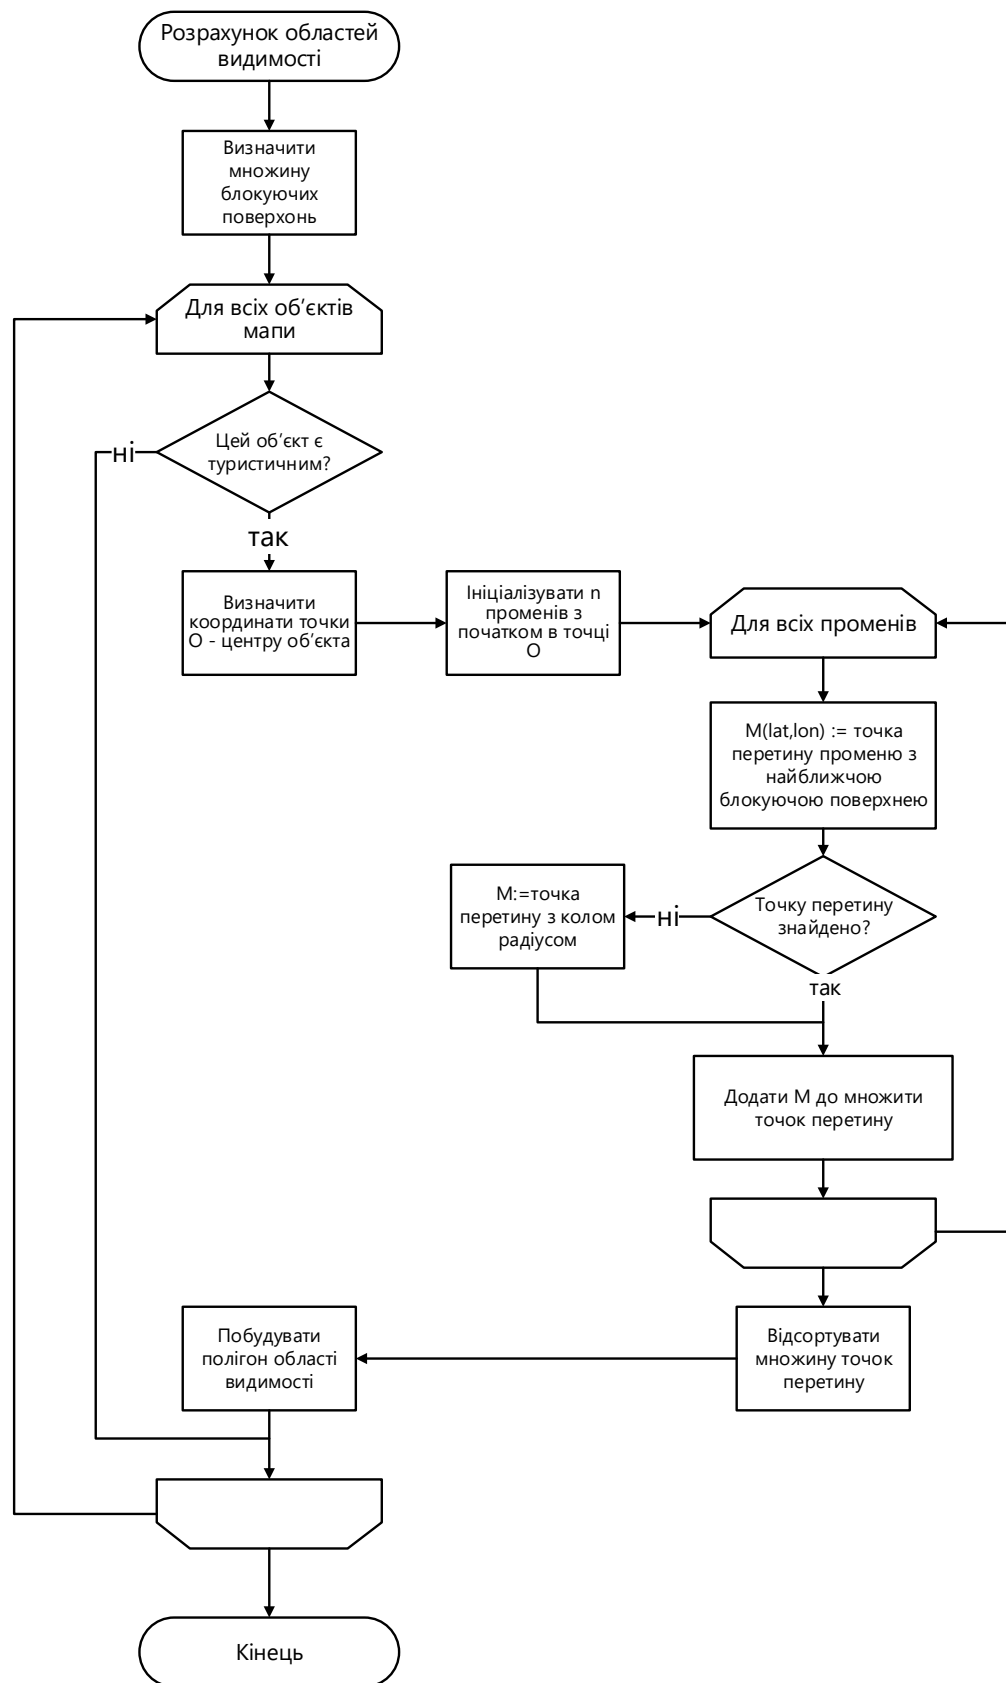 Розрахунок областей
видимості
Визначити
множину
блокуючих
поверхонь
Для всіх об’єктів
мапи
Цей об’єкт є
туристичним?
ні
так
Визначити
координати точки
О - центру об’єкта
Ініціалізувати n
променів з
початком в точці
О
Для всіх променів
M(lat,lon) := точка
перетину променю з
найближчою
блокуючою поверхнею
Точку перетину
знайдено?
ні
M:=точка
перетину з колом
радіусом
так
Додати M до множити
точок перетину
Відсортувати
множину точок
перетину
Побудувати
полігон області
видимості
Кінець